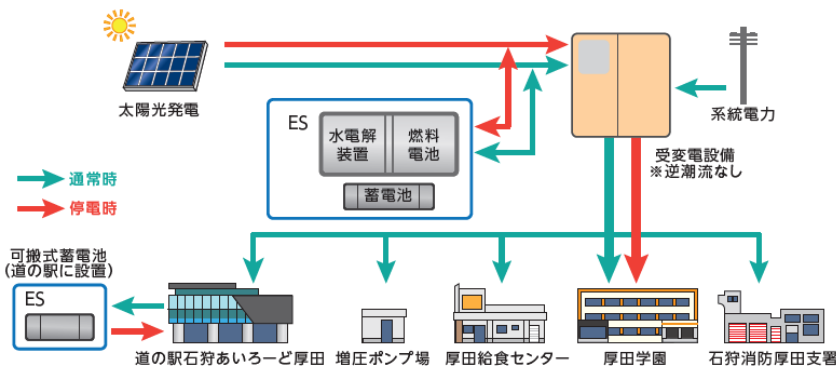 太陽光発電
ES
水電解
装置
燃料
電池
蓄電池
系統電力
受変電設備
※逆潮流なし
通常時
停電時
可搬式蓄電池
(道の駅に設置)
ES
道の駅石狩あいろーど厚田
増圧ポンプ場
厚田給食センター
厚田学園
石狩消防厚田支署